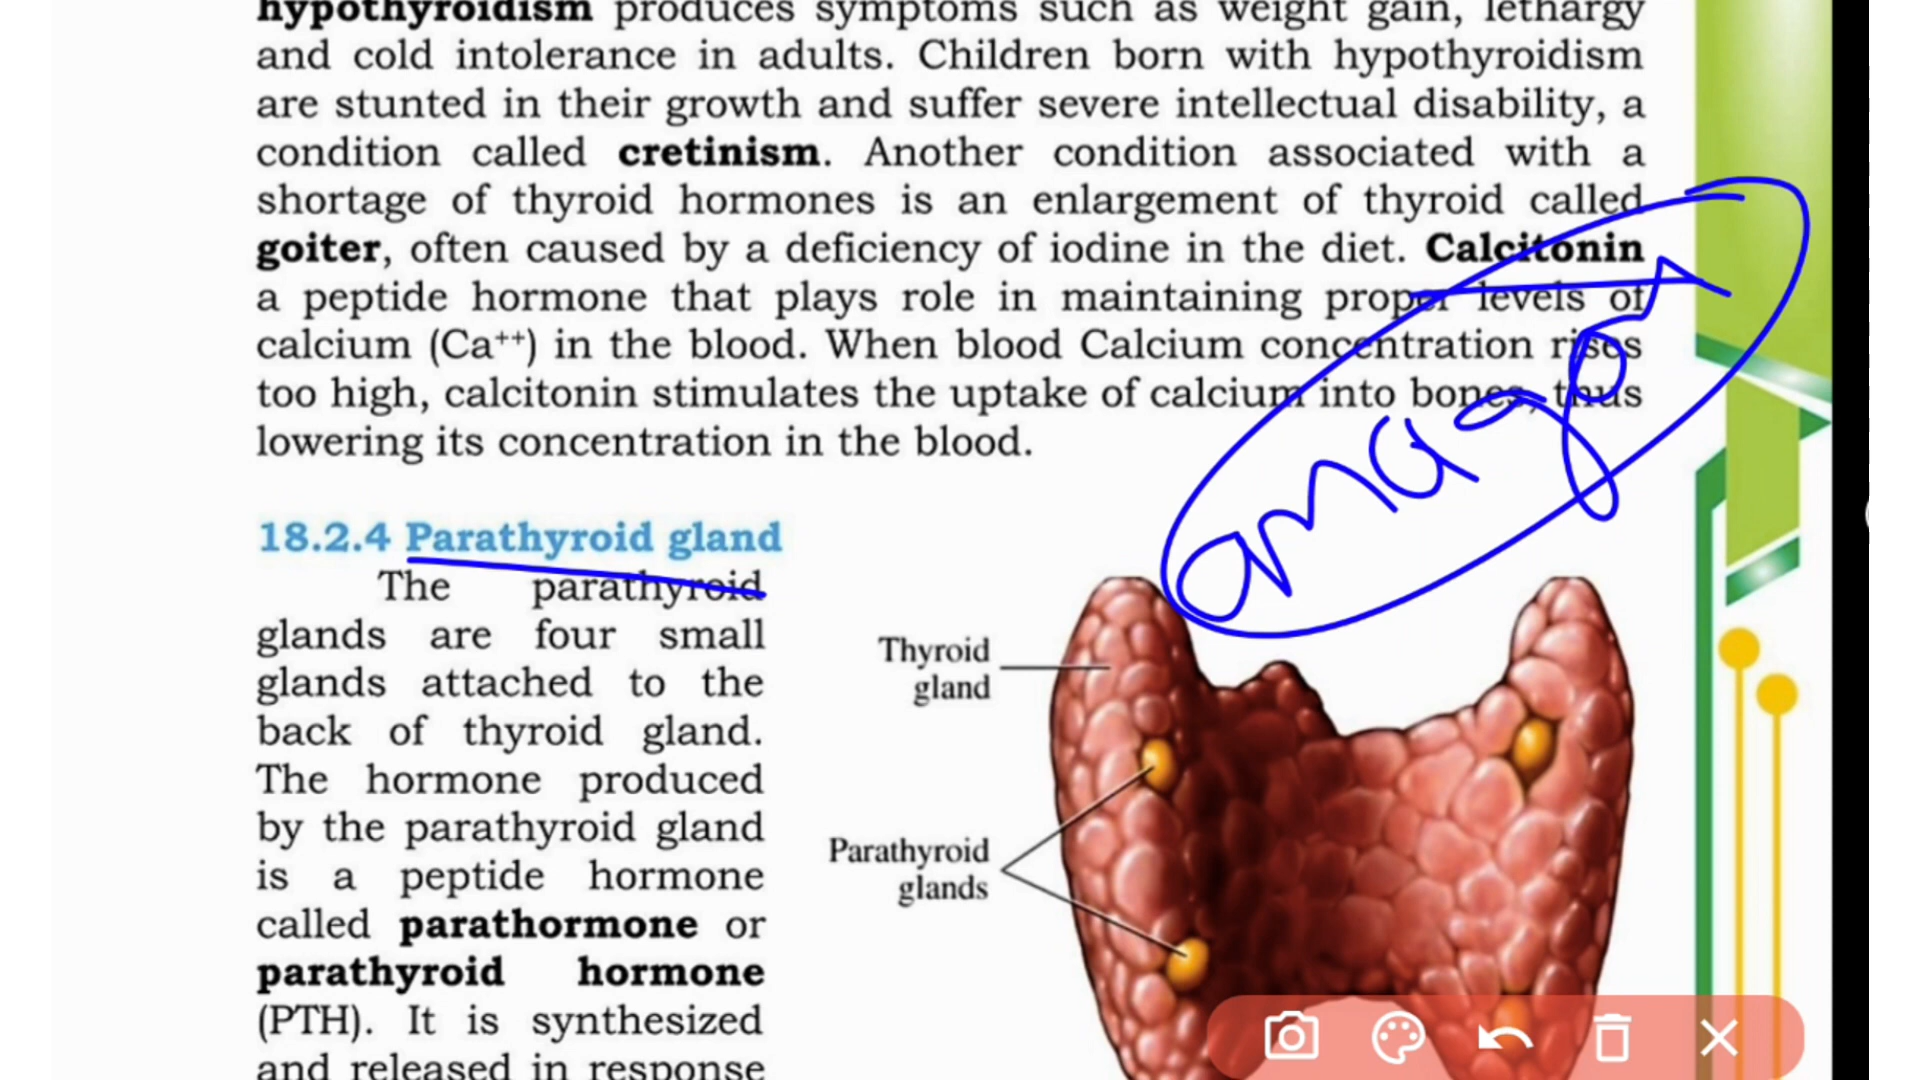 hypothyroidism produces symptoms such as weight gain, lethargy
and cold intolerance in adults. Children born with hypothyroidism
are stunted in their growth and suffer severe intellectual disability, a
condition called cretinism. Another condition associated with a
shortage of thyroid hormones is an enlargement of thyroid called
goiter, often caused by a deficiency of iodine in the diet. Calcitonin
a peptide hormone that plays role in maintaining proper levels of
calcium (Ca⁺⁺) in the blood. When blood Calcium concentration rises
too high, calcitonin stimulates the uptake of calcium into bones, thus
lowering its concentration in the blood.
18.2.4 Parathyroid gland
The parathyroid
glands are four small
glands attached to the
back of thyroid gland.
The hormone produced
by the parathyroid gland
is a peptide hormone
called parathormone or
parathyroid hormone
(PTH). It is synthesized
and released in response
Thyroid
gland
Parathyroid
glands